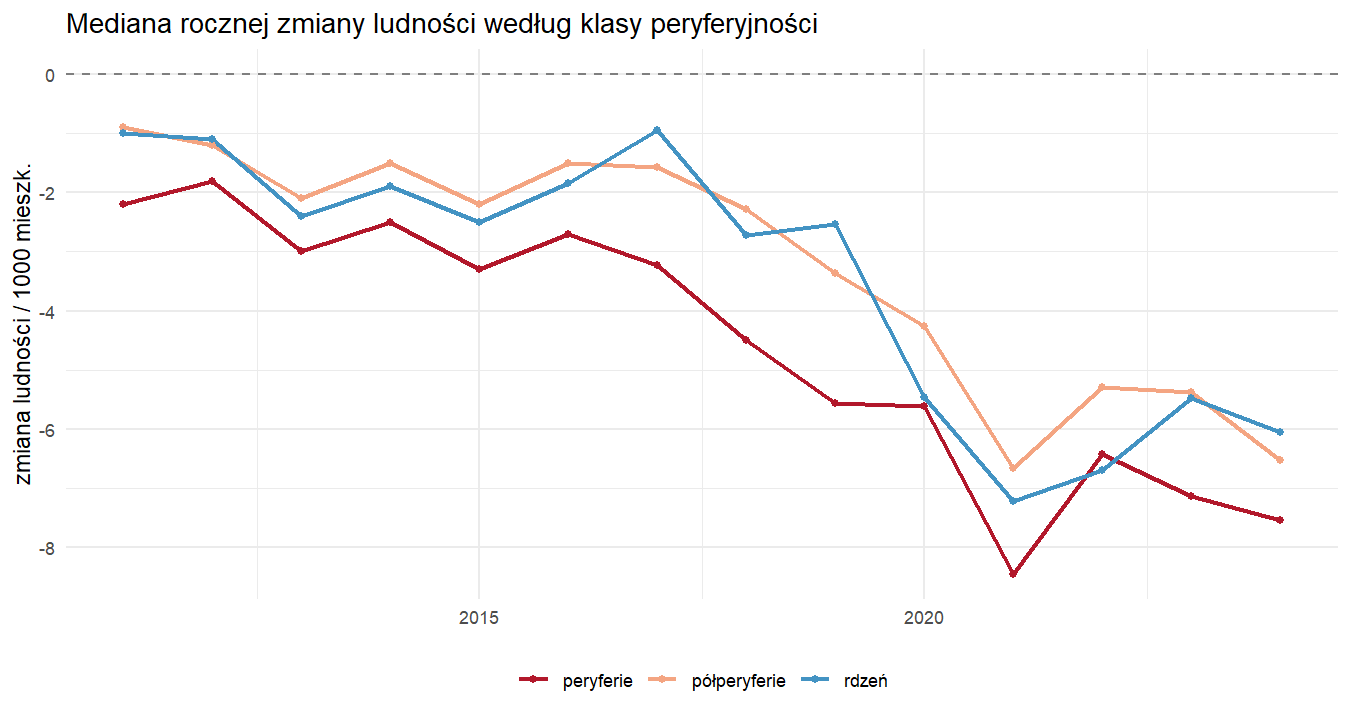 Mediana rocznej zmiany ludności według klasy peryferyjności
zmiana ludności / 1000 mieszk.
0
-2
-4
-6
-8
2015 2020
peryferie półperyferie rdzeń